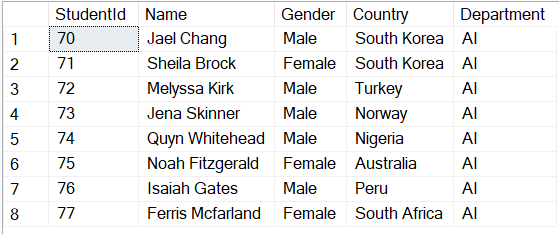 StudentId Name Gender Country Department
1 70 Jael Chang Male South Korea AI
2 71 Sheila Brock Female South Korea AI
3 72 Melyssa Kirk Male Turkey AI
4 73 Jena Skinner Male Norway AI
5 74 Quyn Whitehead Male Nigeria AI
6 75 Noah Fitzgerald Female Australia AI
7 76 Isaiah Gates Male Peru AI
8 77 Ferris Mcfarland Female South Africa AI